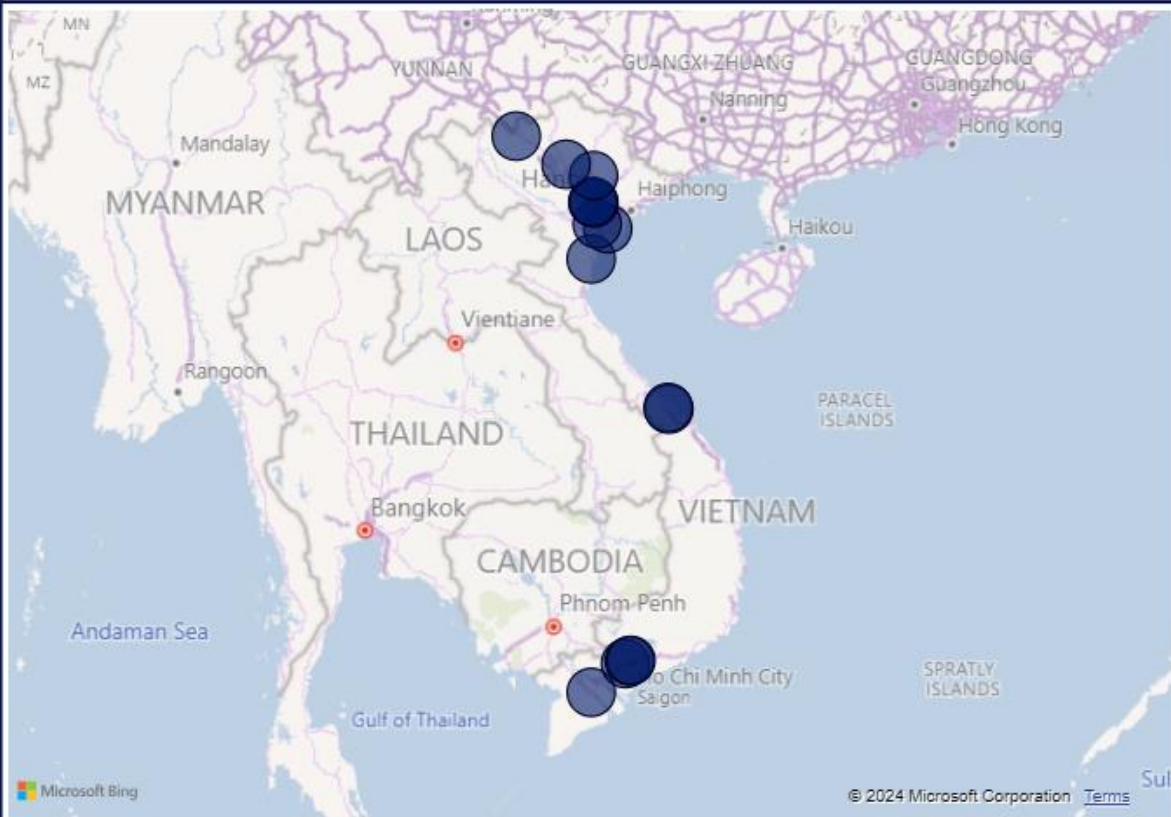 MN
YUNNAN
GUANGXI ZHUANG
GUANGDONG
MZ
Guangzhou
Nanning
Hong Kong
Mandalay
Haiphong
MYANMAR
LAOS
Haikou
Vientiane
Rangoon
PARACEL
ISLANDS
THAILAND
Bangkok
VIETNAM
CAMBODIA
Phnom Penh
Andaman Sea
Chi Minh City
Saigon
SPRATLY
ISLANDS
Gulf of Thailand
Microsoft Bing
© 2024 Microsoft Corporation Terms